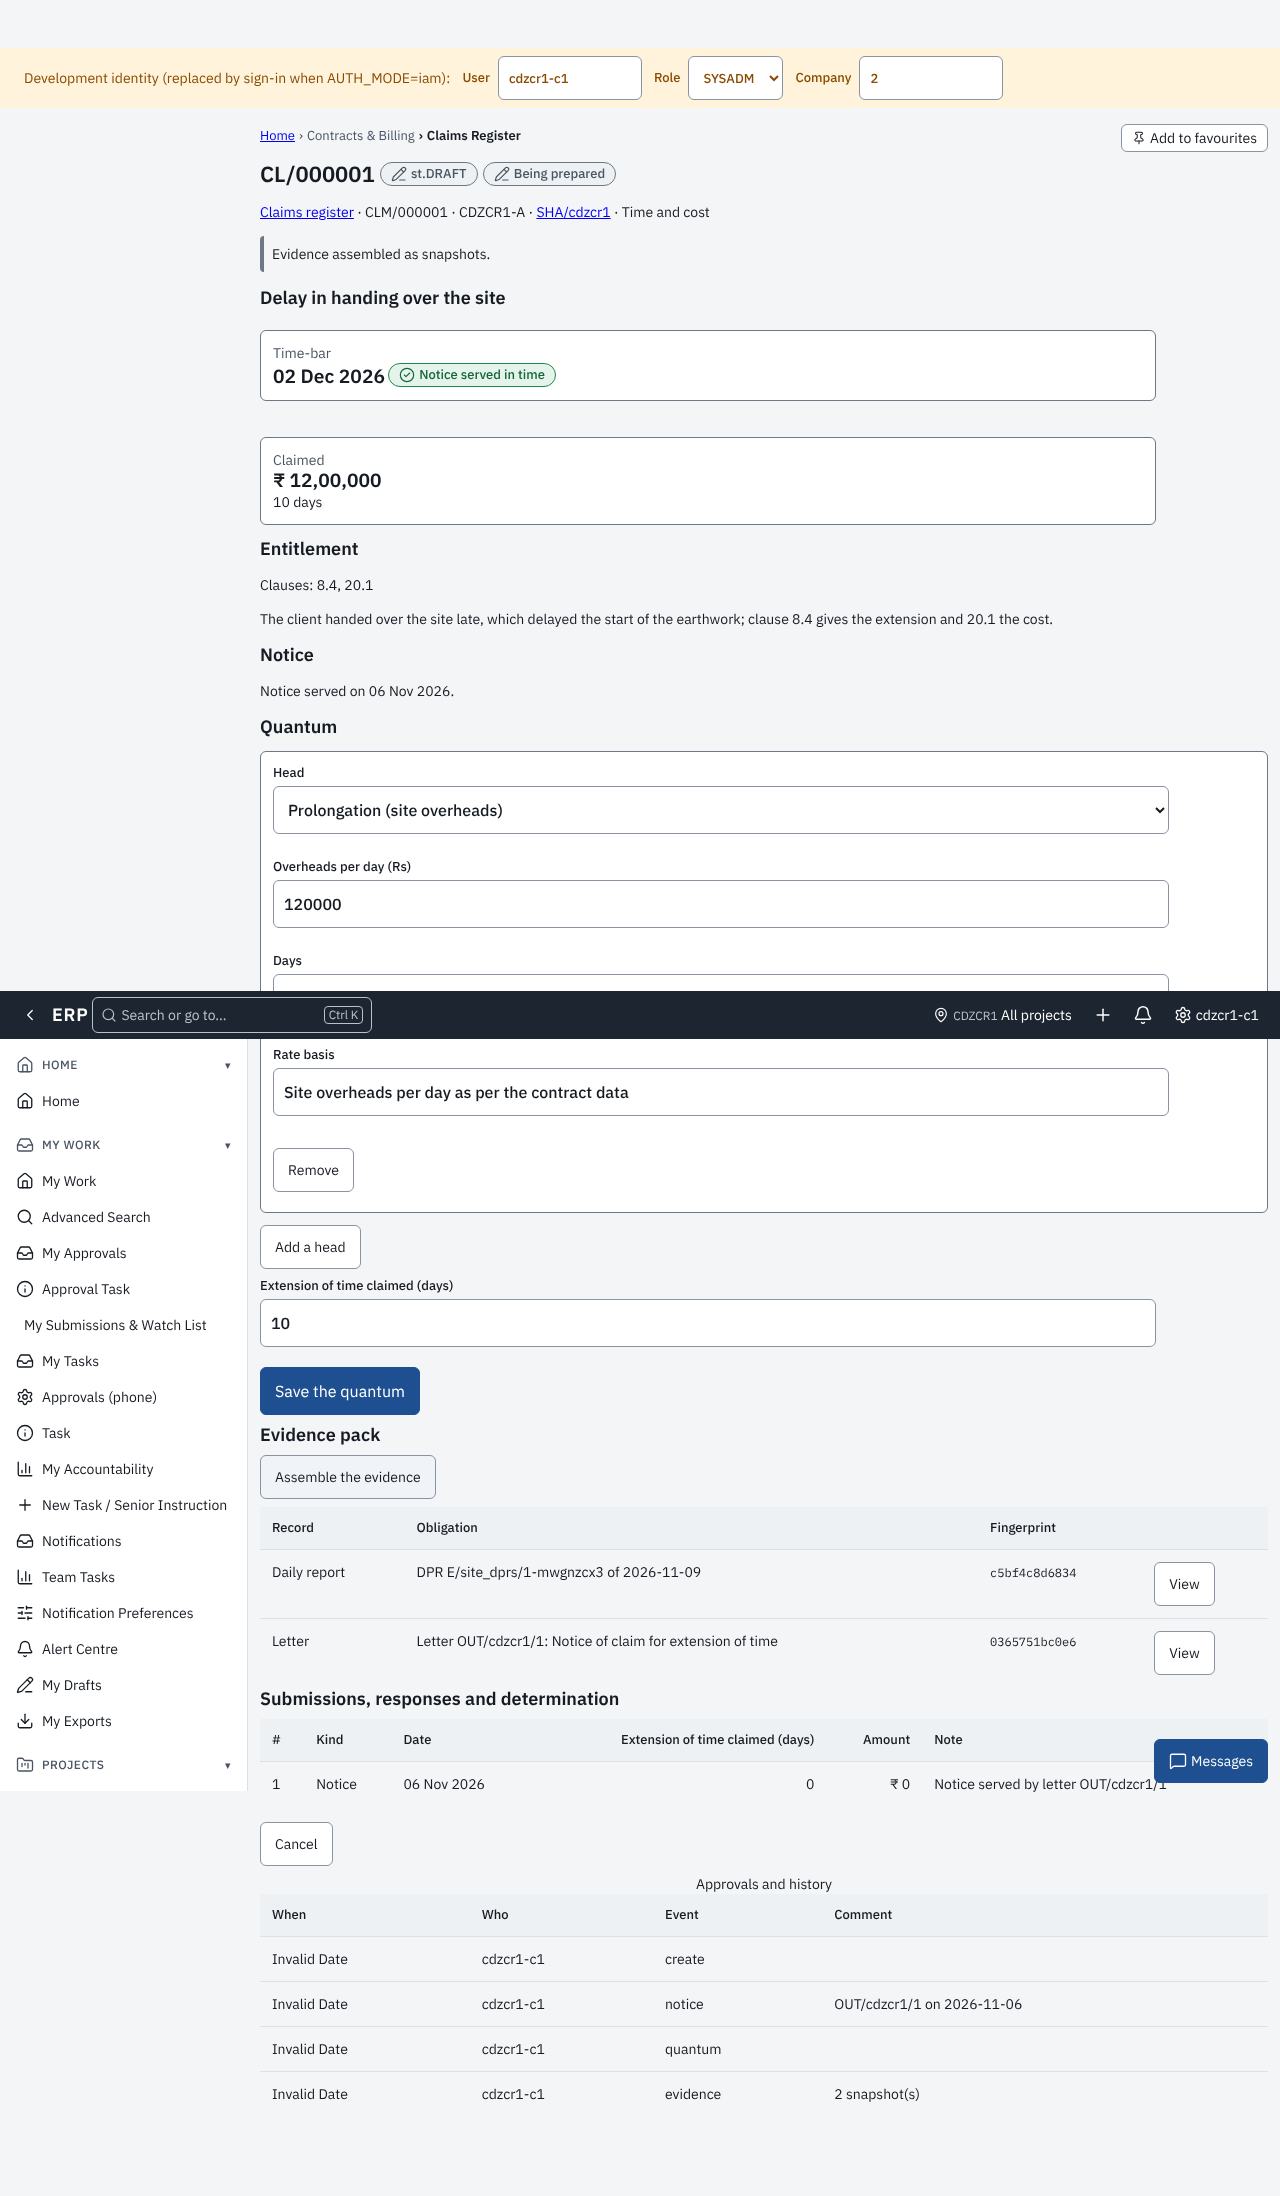 Development identity (replaced by sign-in when AUTH_MODE=iam): User cdzcr1-c1 Role SYSADM Company 2
Home › Contracts & Billing › Claims Register
Add to favourites
CL/000001 st.DRAFT Being prepared
Claims register · CLM/000001 · CDZCR1-A · SHA/cdzcr1 · Time and cost
Evidence assembled as snapshots.
Delay in handing over the site
Time-bar
02 Dec 2026 Notice served in time
Claimed
₹ 12,00,000
10 days
Entitlement
Clauses: 8.4, 20.1
The client handed over the site late, which delayed the start of the earthwork; clause 8.4 gives the extension and 20.1 the cost.
Notice
Notice served on 06 Nov 2026.
Quantum
Head
Prolongation (site overheads)
Overheads per day (Rs)
120000
Days
ERP Search or go to... Ctrl K CDZCR1 All projects cdzcr1-c1
HOME
Home
MY WORK
My Work
Advanced Search
My Approvals
Approval Task
My Submissions & Watch List
My Tasks
Approvals (phone)
Task
My Accountability
New Task / Senior Instruction
Notifications
Team Tasks
Notification Preferences
Alert Centre
My Drafts
My Exports
PROJECTS
Rate basis
Site overheads per day as per the contract data
Remove
Add a head
Extension of time claimed (days)
10
Save the quantum
Evidence pack
Assemble the evidence
Record Obligation Fingerprint
Daily report DPR E/site_dprs/1-mwgnzcx3 of 2026-11-09 c5bf4c8d6834 View
Letter Letter OUT/cdzcr1/1: Notice of claim for extension of time 0365751bc0e6 View
Submissions, responses and determination
# Kind Date Extension of time claimed (days) Amount Note
1 Notice 06 Nov 2026 0 ₹ 0 Notice served by letter OUT/cdzcr1/1
Messages
Cancel
Approvals and history
When Who Event Comment
Invalid Date cdzcr1-c1 create
Invalid Date cdzcr1-c1 notice OUT/cdzcr1/1 on 2026-11-06
Invalid Date cdzcr1-c1 quantum
Invalid Date cdzcr1-c1 evidence 2 snapshot(s)